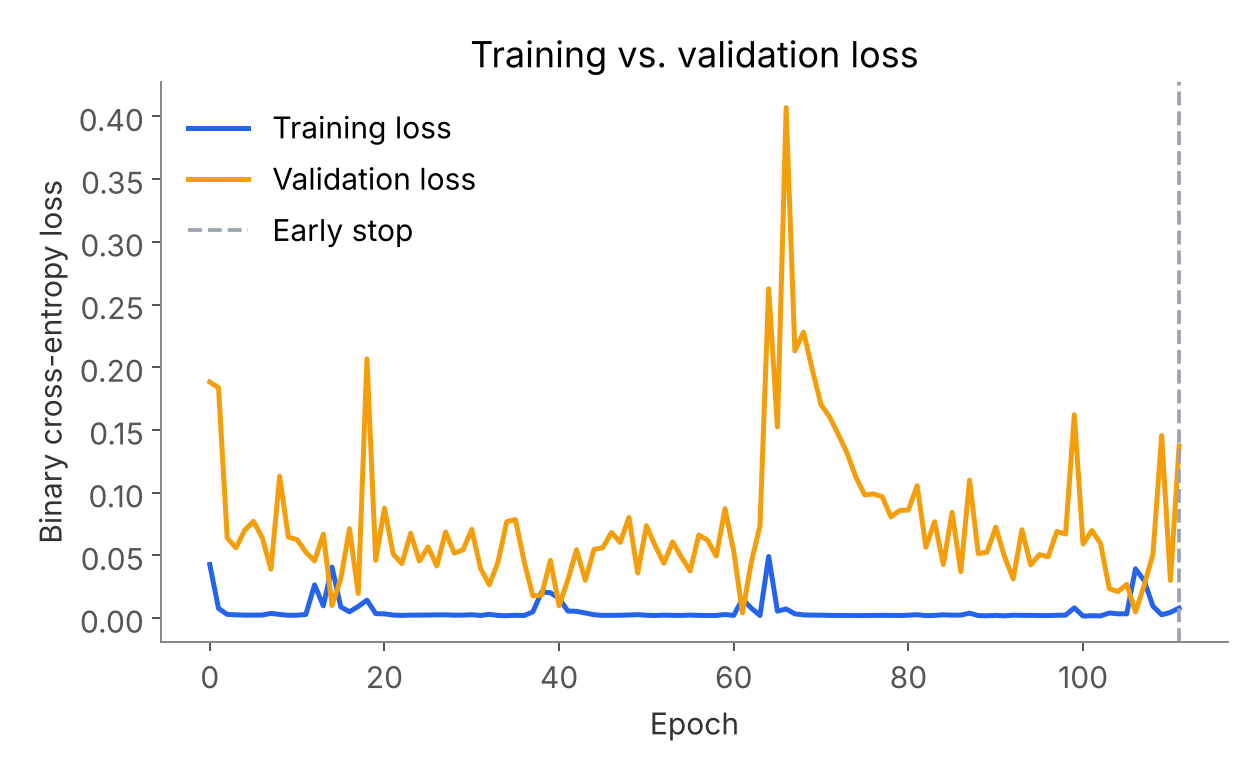 Training vs. validation loss
Training loss
Validation loss
Early stop
Binary cross-entropy loss
0.40
0.35
0.30
0.25
0.20
0.15
0.10
0.05
0.00
0 20 40 60 80 100
Epoch